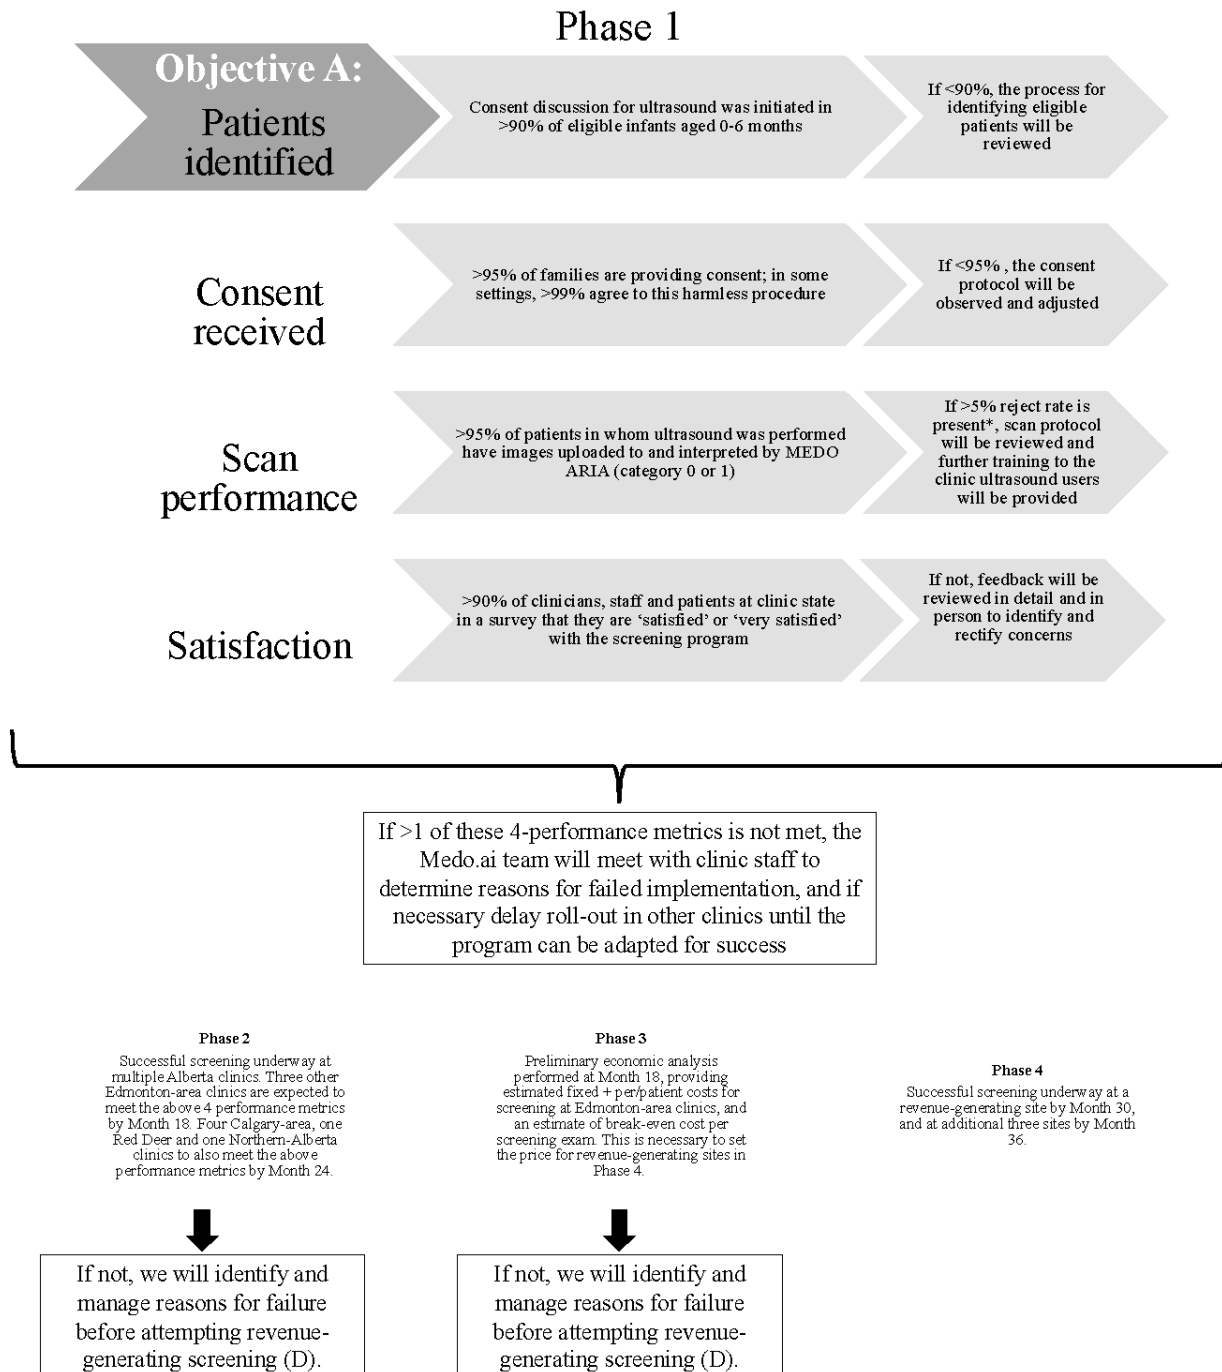 Phase 1
Objective A:
Patients
identified
Consent discussion for ultrasound was initiated in
>90% of eligible infants aged 0-6 months
If <90%, the process for
identifying eligible
patients will be
reviewed
Consent
received
>95% of families are providing consent; in some
settings, >99% agree to this harmless procedure
If <95% , the consent
protocol will be
observed and adjusted
Scan
performance
>95% of patients in whom ultrasound was performed
have images uploaded to and interpreted by MEDO
ARIA (category 0 or 1)
If >5% reject rate is
present*, scan protocol
will be reviewed and
further training to the
clinic ultrasound users
will be provided
Satisfaction
>90% of clinicians, staff and patients at clinic state
in a survey that they are ‘satisfied’ or ‘very satisfied’
with the screening program
If not, feedback will be
reviewed in detail and in
person to identify and
rectify concerns
If >1 of these 4-performance metrics is not met, the
Medo.ai team will meet with clinic staff to
determine reasons for failed implementation, and if
necessary delay roll-out in other clinics until the
program can be adapted for success
Phase 2
Successful screening underway at
multiple Alberta clinics. Three other
Edmonton-area clinics are expected to
meet the above 4 performance metrics
by Month 18. Four Calgary-area, one
Red Deer and one Northern-Alberta
clinics to also meet the above
performance metrics by Month 24.
If not, we will identify and
manage reasons for failure
before attempting revenue-
generating screening (D).
Phase 3
Preliminary economic analysis
performed at Month 18, providing
estimated fixed + per/patient costs for
screening at Edmonton-area clinics, and
an estimate of break-even cost per
screening exam. This is necessary to set
the price for revenue-generating sites in
Phase 4.
If not, we will identify and
manage reasons for failure
before attempting revenue-
generating screening (D).
Phase 4
Successful screening underway at a
revenue-generating site by Month 30,
and at additional three sites by Month
36.